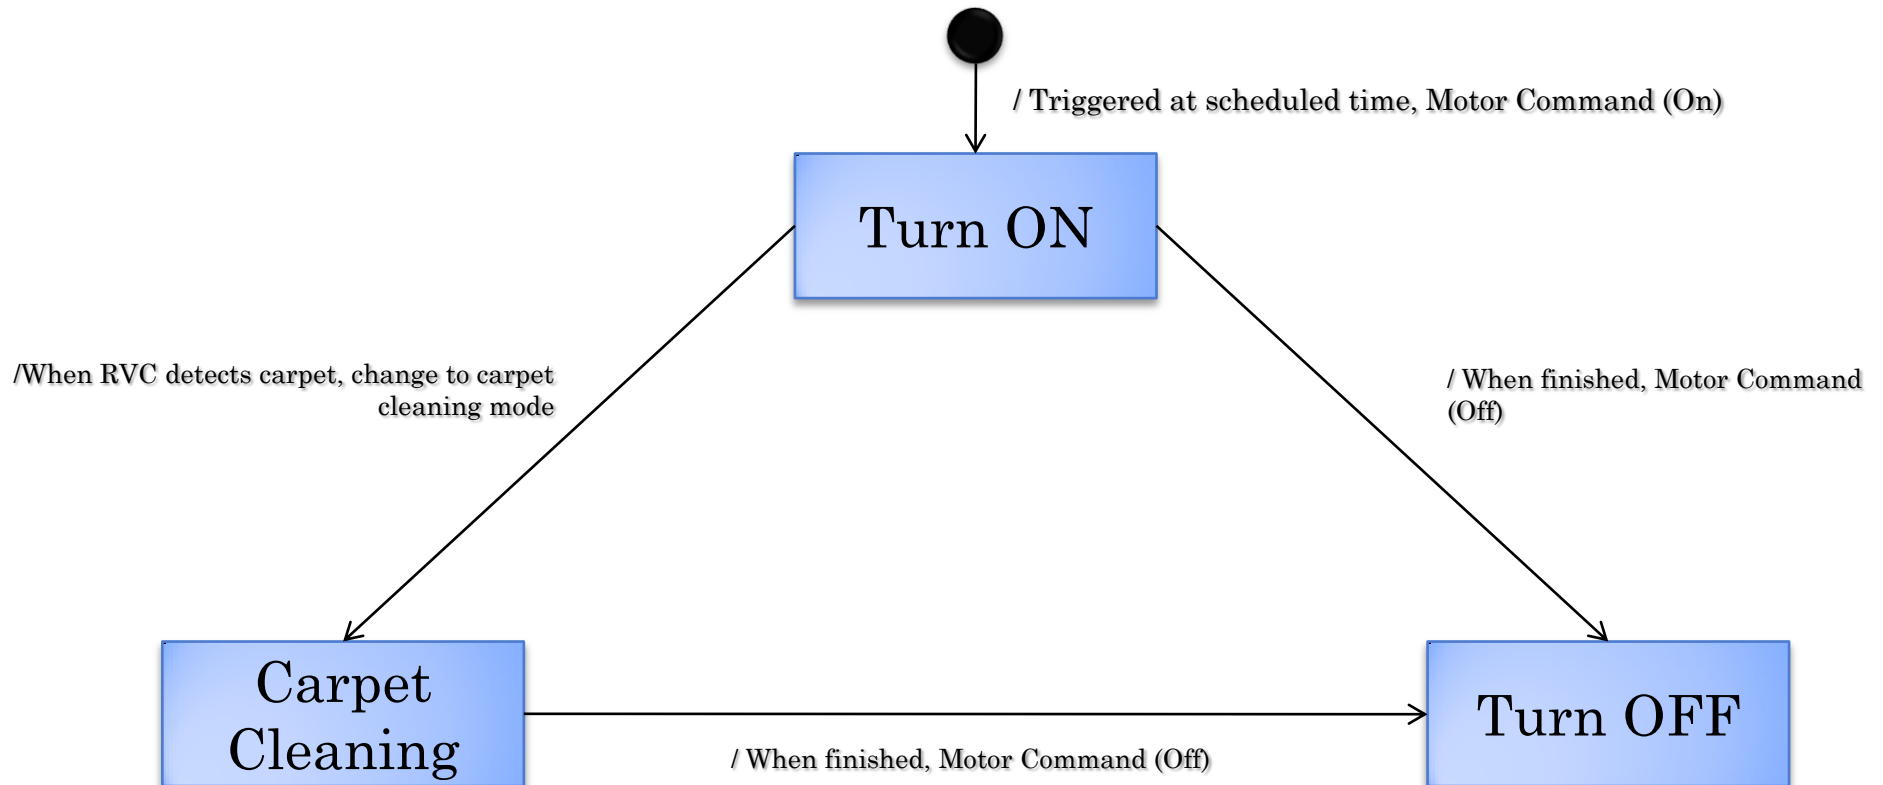 / Triggered at scheduled time, Motor Command (On)
Turn ON
/When RVC detects carpet, change to carpet
cleaning mode
/ When finished, Motor Command
(Off)
Carpet
Cleaning
Turn OFF
/ When finished, Motor Command (Off)